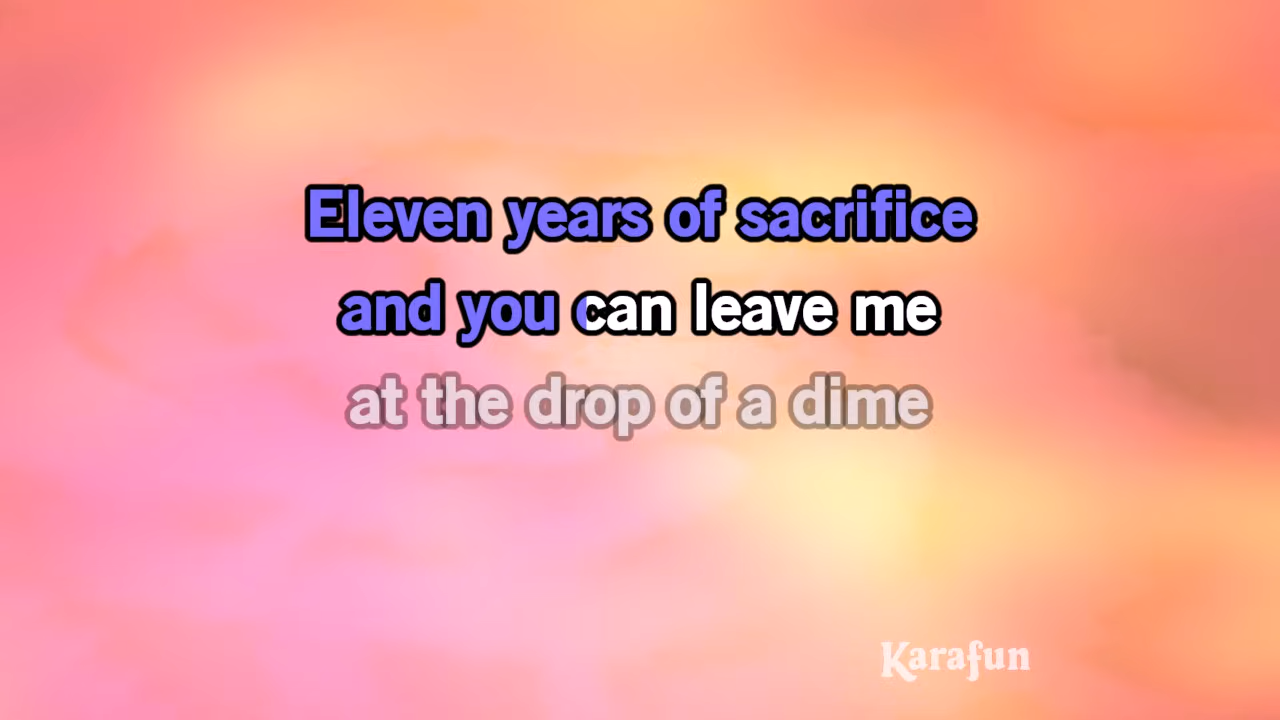 Eleven years of sacrifice
and you can leave me
at the drop of a dime
Karafun